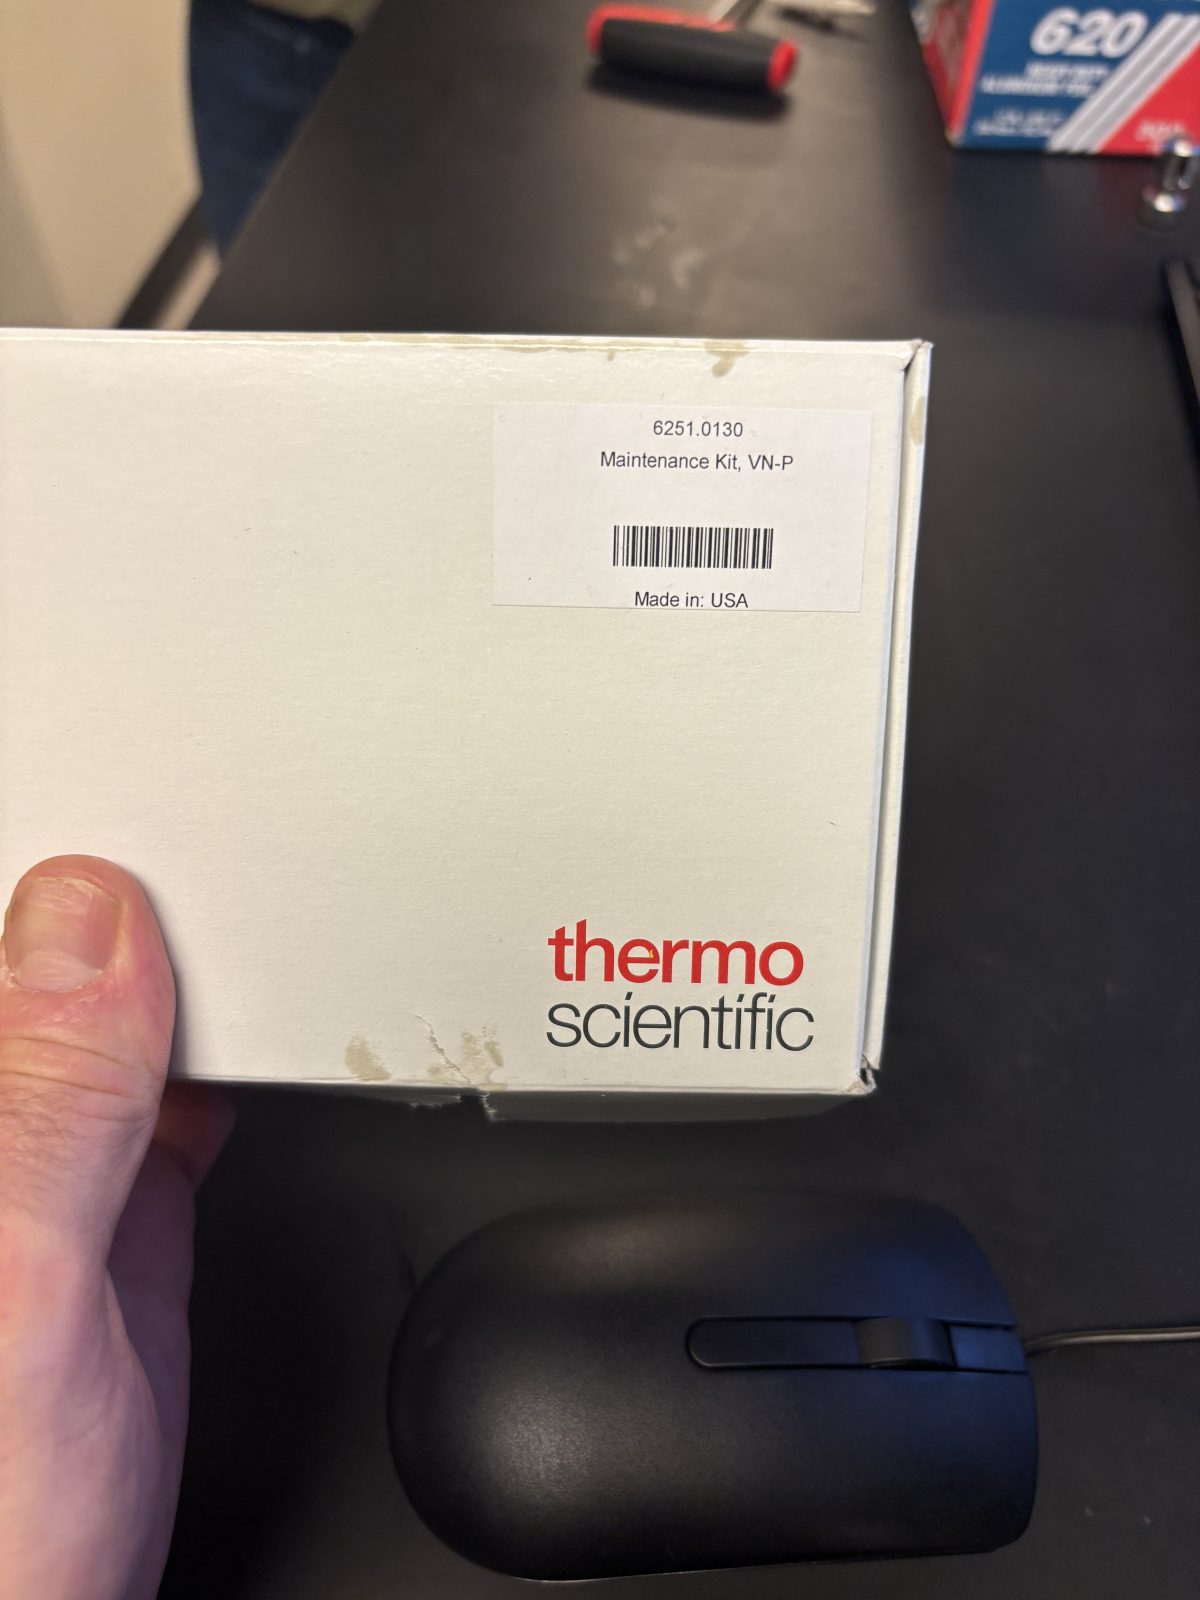 620
6251.0130
Maintenance Kit, VN-P
Made in: USA
thermo
scientific